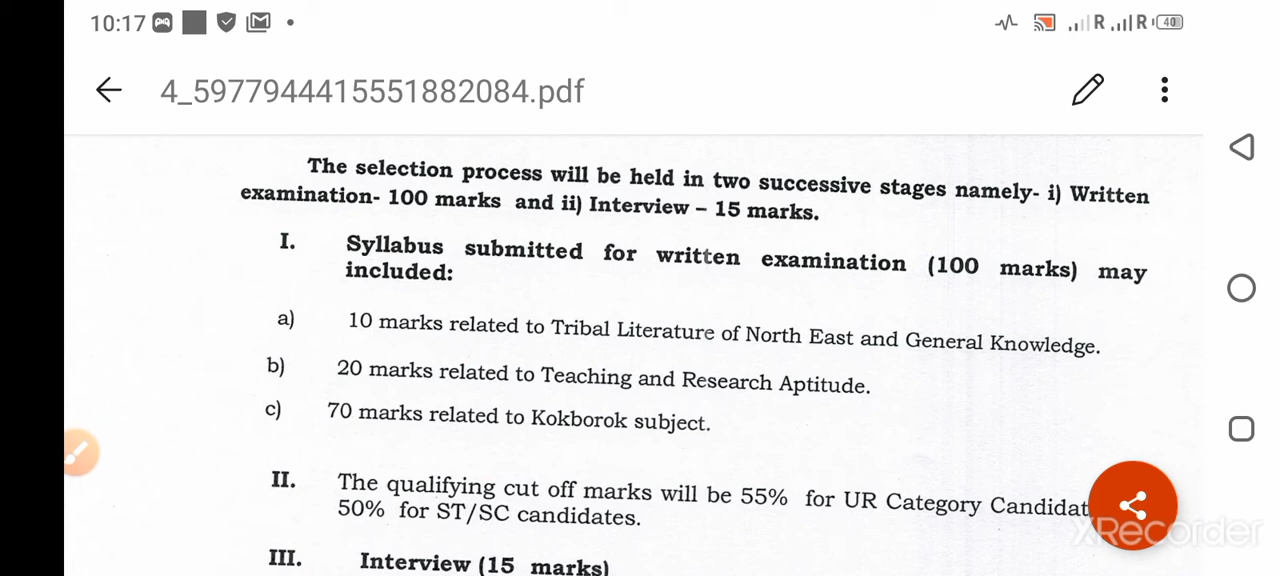 10:17
R R 40
4_5977944415551882084.pdf
The selection process will be held in two successive stages namely- i) Written
examination- 100 marks and ii) Interview – 15 marks.
I. Syllabus submitted for written examination (100 marks) may
included:
a) 10 marks related to Tribal Literature of North East and General Knowledge.
b) 20 marks related to Teaching and Research Aptitude.
c) 70 marks related to Kokborok subject.
II. The qualifying cut off marks will be 55% for UR Category Candidat
50% for ST/SC candidates.
III. Interview (15 marks)
XRecorder